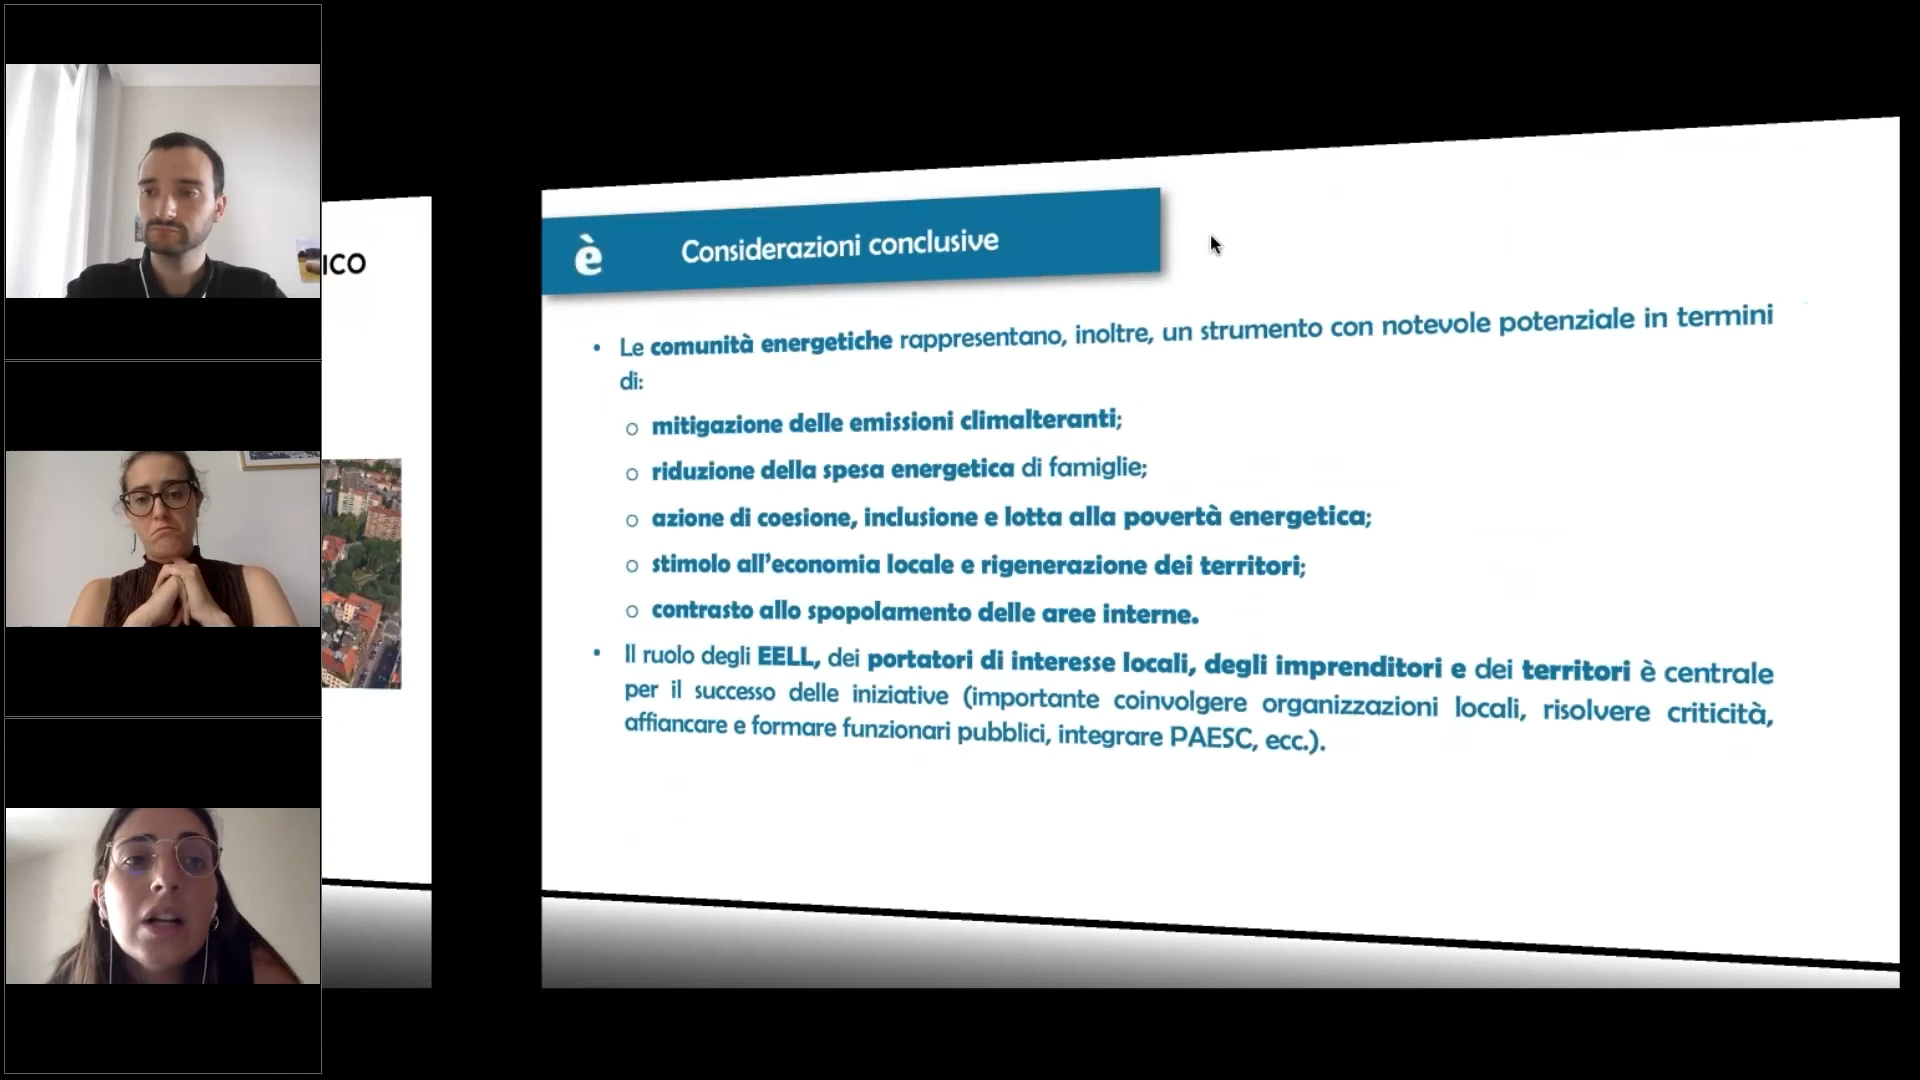 ICO
è
Considerazioni conclusive
• Le comunità energetiche rappresentano, inoltre, un strumento con notevole potenziale in termini
di:
o mitigazione delle emissioni climalteranti;
o riduzione della spesa energetica di famiglie;
o azione di coesione, inclusione e lotta alla povertà energetica;
o stimolo all’economia locale e rigenerazione dei territori;
o contrasto allo spopolamento delle aree interne.
• Il ruolo degli EELL, dei portatori di interesse locali, degli imprenditori e dei territori è centrale
per il successo delle iniziative (importante coinvolgere organizzazioni locali, risolvere criticità,
affiancare e formare funzionari pubblici, integrare PAESC, ecc.).